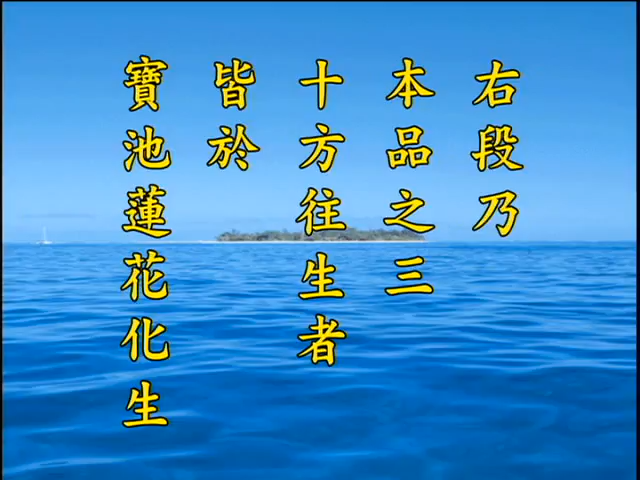 右段乃
本品之三
十方往生者
皆於
寶池蓮花化生